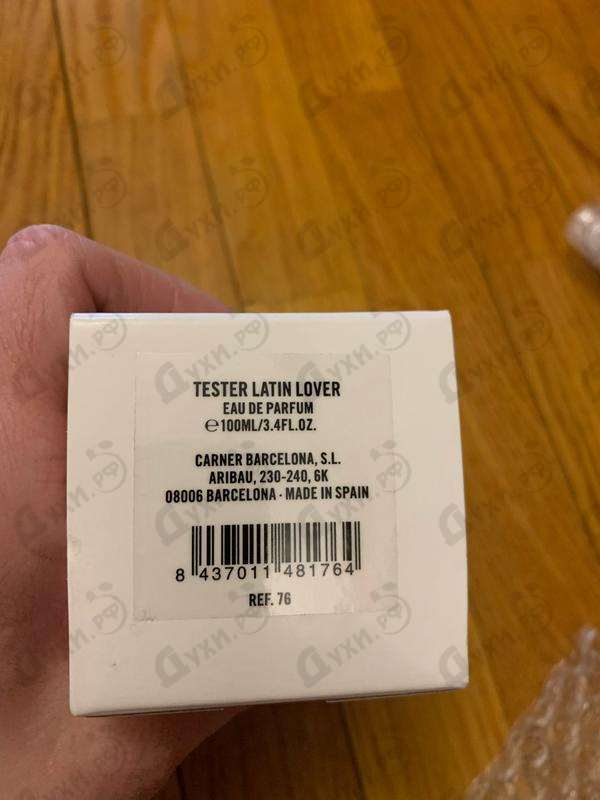 TESTER LATIN LOVER
EAU DE PARFUM
℮100ML/3.4FL.OZ.
CARNER BARCELONA, S.L.
ARIBAU, 230-240, 6K
08006 BARCELONA · MADE IN SPAIN
8 437011 481764
REF. 76
Духи.РФ